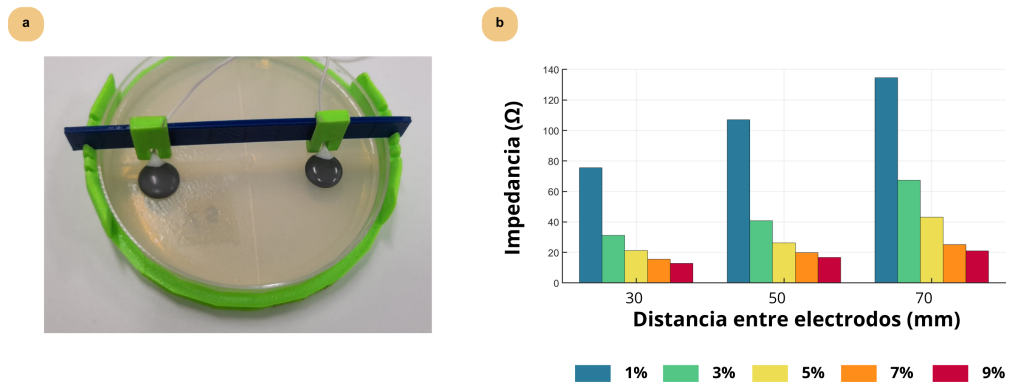 a
b
Impedancia (Ω)
140
120
100
80
60
40
20
0
30 50 70
Distancia entre electrodos (mm)
1% 3% 5% 7% 9%